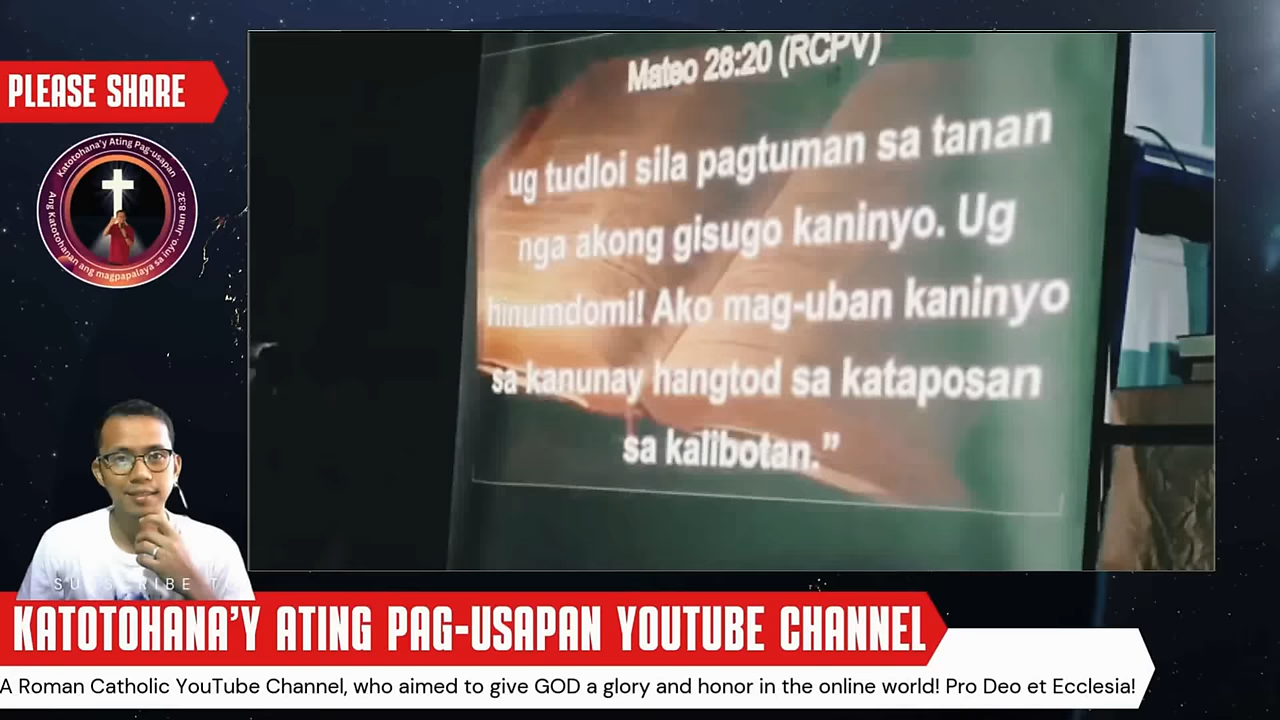 PLEASE SHARE
Katotohana'y Ating Pag-usapan
Ang Katotohanan ang magpapalaya sa inyo. Juan 8:32
Mateo 28:20 (RCPV)
ug tudloi sila pagtuman sa tanan
nga akong gisugo kaninyo. Ug
hinumdomi! Ako mag-uban kaninyo
sa kanunay hangtod sa kataposan
sa kalibotan.”
SUBSCRIBE TO
KATOTOHANA'Y ATING PAG-USAPAN YOUTUBE CHANNEL
A Roman Catholic YouTube Channel, who aimed to give GOD a glory and honor in the online world! Pro Deo et Ecclesia!